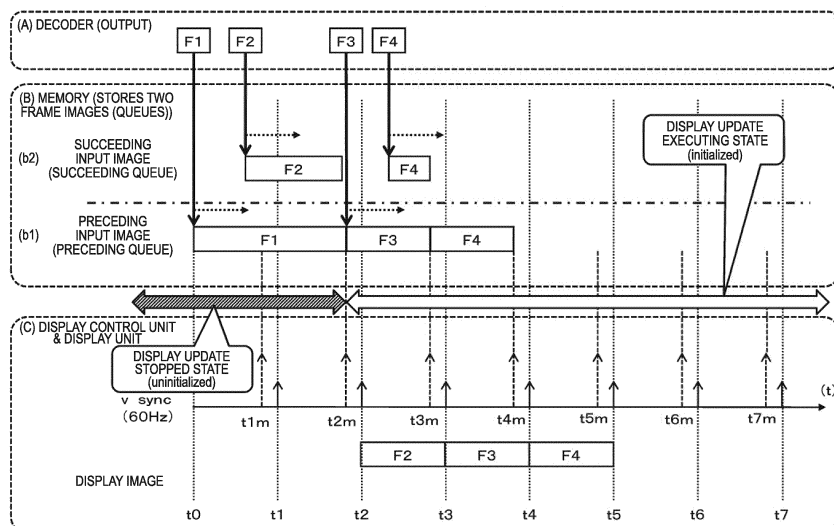 (A) DECODER (OUTPUT)
F1 F2 F3 F4
(B) MEMORY (STORES TWO
FRAME IMAGES (QUEUES))
DISPLAY UPDATE
EXECUTING STATE
(initialized)
(b2)
SUCCEEDING
INPUT IMAGE
(SUCCEEDING QUEUE)
F2 F4
(b1)
PRECEDING
INPUT IMAGE
(PRECEDING QUEUE)
F1 F3 F4
(C) DISPLAY CONTROL UNIT
& DISPLAY UNIT
DISPLAY UPDATE
STOPPED STATE
(uninitialized)
v sync
(60Hz)
(t)
t1m t2m t3m t4m t5m t6m t7m
F2 F3 F4
DISPLAY IMAGE
t0 t1 t2 t3 t4 t5 t6 t7